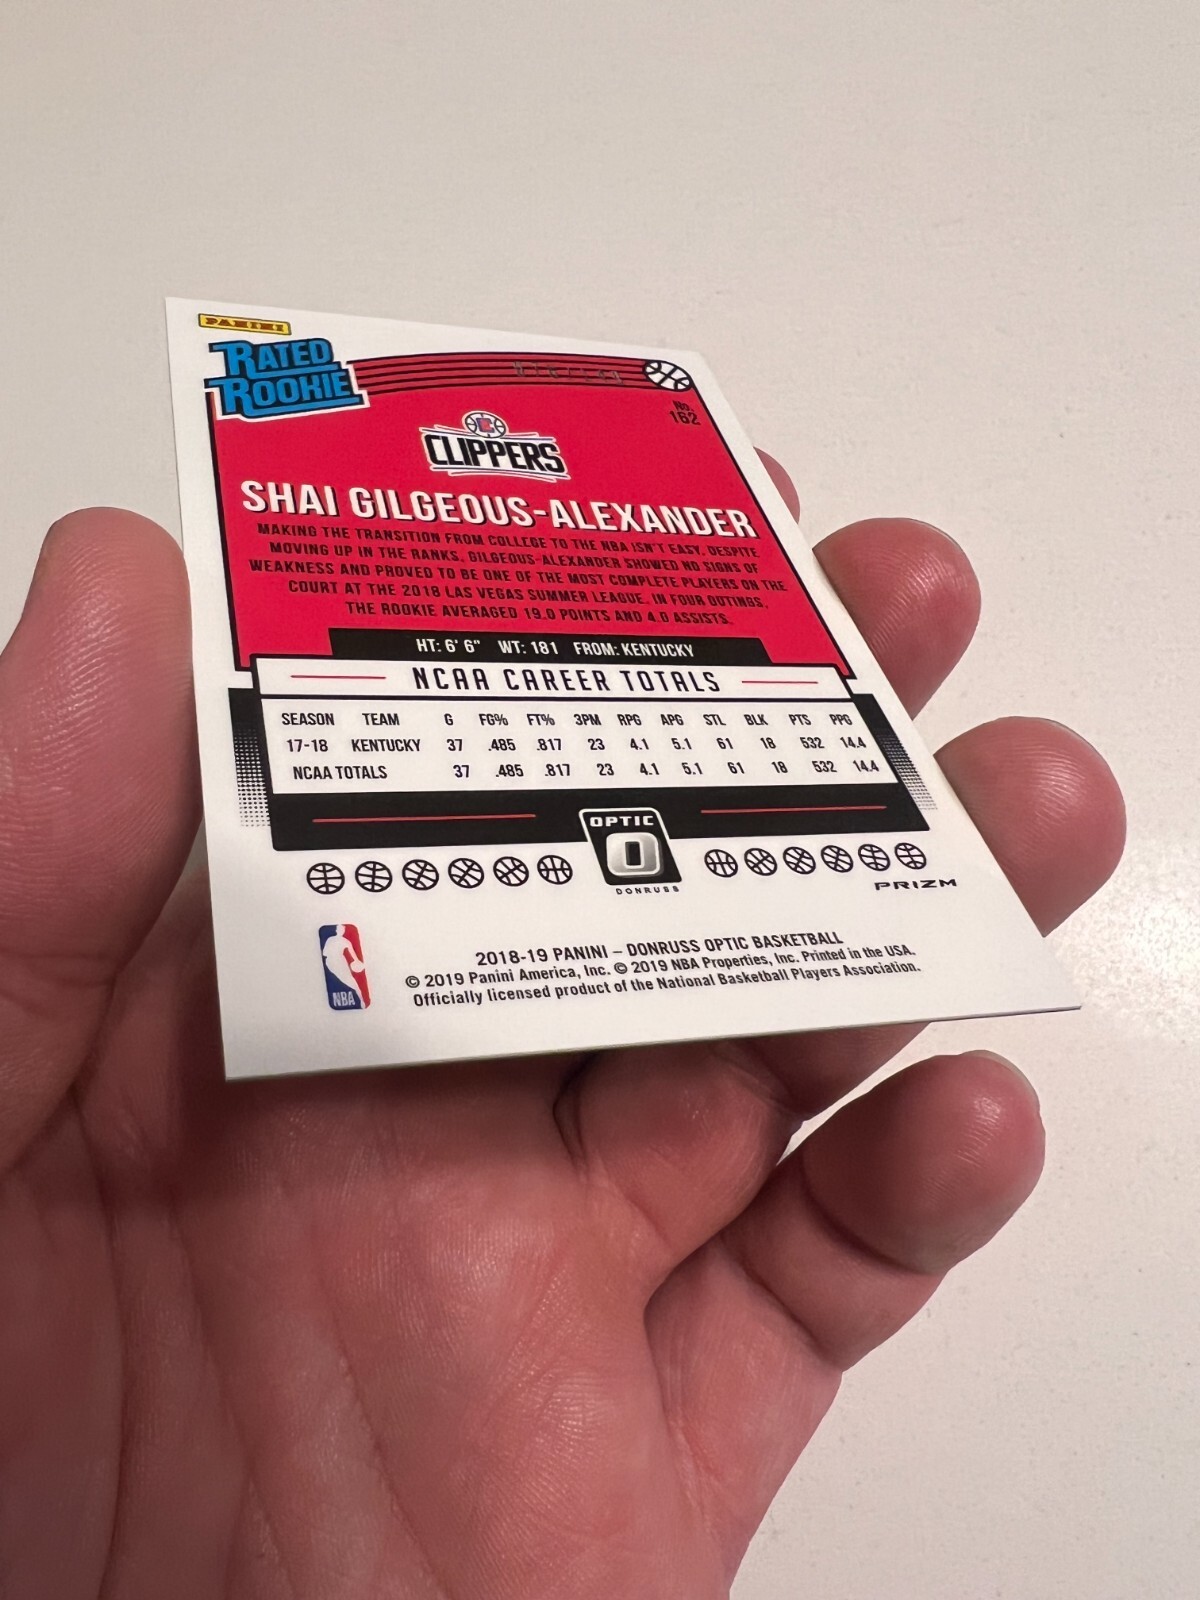 PANINI
RATED
ROOKIE
No.
162
CLIPPERS
SHAI GILGEOUS-ALEXANDER
MAKING THE TRANSITION FROM COLLEGE TO THE NBA ISN'T EASY. DESPITE
MOVING UP IN THE RANKS, GILGEOUS-ALEXANDER SHOWED NO SIGNS OF
WEAKNESS AND PROVED TO BE ONE OF THE MOST COMPLETE PLAYERS ON THE
COURT AT THE 2018 LAS VEGAS SUMMER LEAGUE. IN FOUR OUTINGS,
THE ROOKIE AVERAGED 19.0 POINTS AND 4.0 ASSISTS.
HT: 6' 6" WT: 181 FROM: KENTUCKY
NCAA CAREER TOTALS
SEASON TEAM G FG% FT% 3PM RPG APG STL BLK PTS PPG
17-18 KENTUCKY 37 .485 .817 23 4.1 5.1 61 18 532 14.4
NCAA TOTALS 37 .485 .817 23 4.1 5.1 61 18 532 14.4
OPTIC
DONRUSS
PRIZM
NBA
2018-19 PANINI – DONRUSS OPTIC BASKETBALL
© 2019 Panini America, Inc. © 2019 NBA Properties, Inc. Printed in the USA.
Officially licensed product of the National Basketball Players Association.